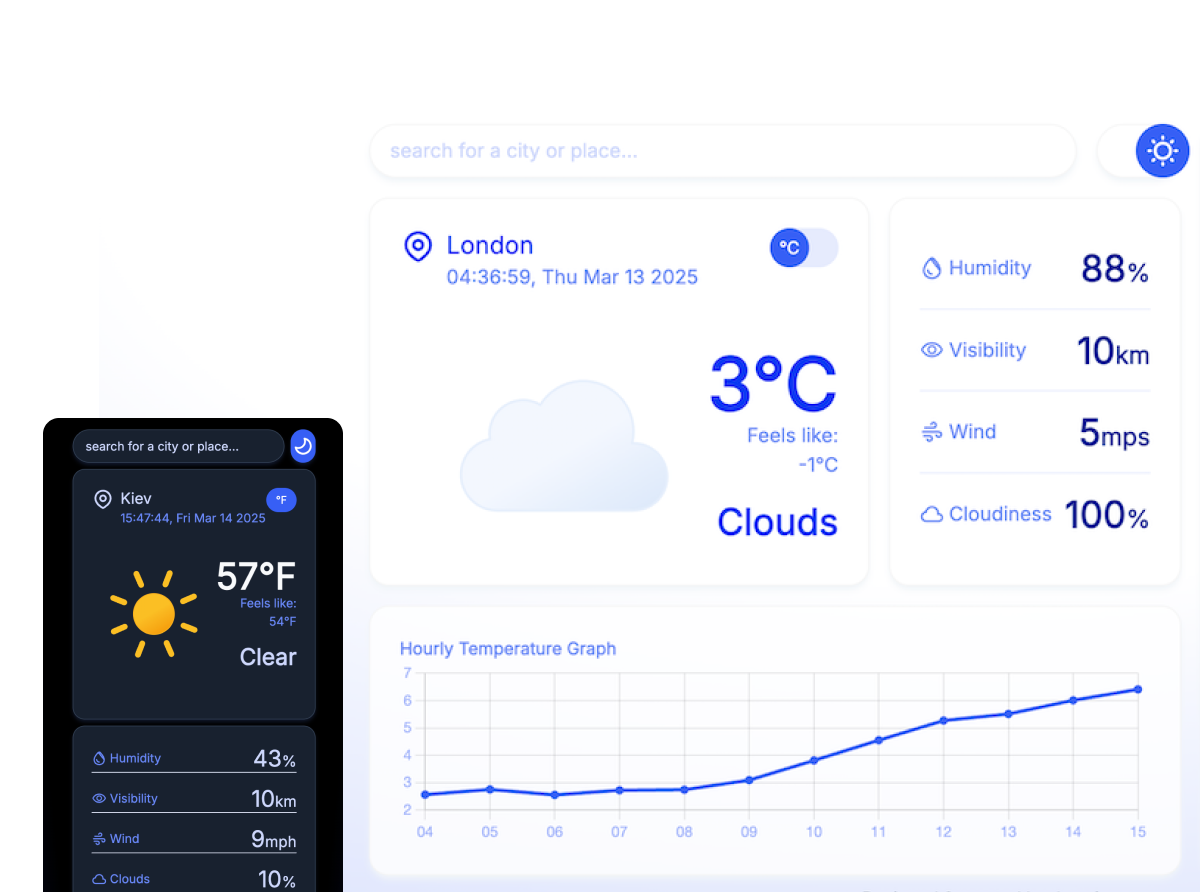 search for a city or place...
London
04:36:59, Thu Mar 13 2025
°C
3°C
Feels like:
-1°C
Clouds
Humidity 88%
Visibility 10km
Wind 5mps
Cloudiness 100%
Hourly Temperature Graph
7
6
5
4
3
2
04 05 06 07 08 09 10 11 12 13 14 15
search for a city or place...
Kiev
15:47:44, Fri Mar 14 2025
°F
57°F
Feels like:
54°F
Clear
Humidity 43%
Visibility 10km
Wind 9mph
Clouds 10%